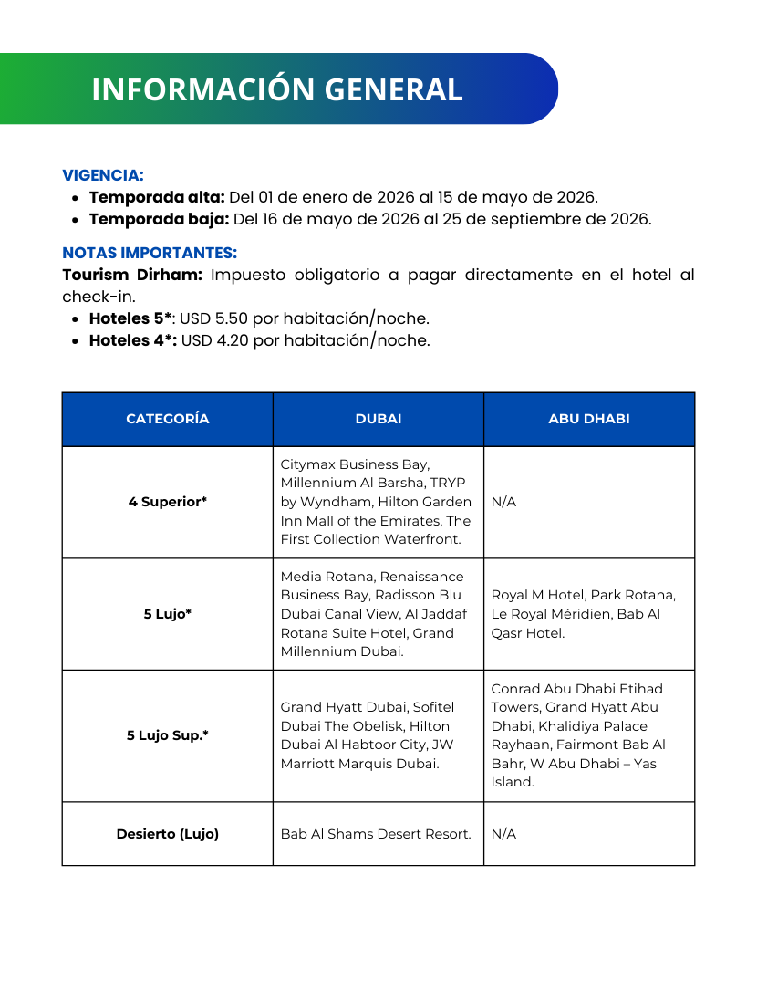 INFORMACIÓN GENERAL
VIGENCIA:
• Temporada alta: Del 01 de enero de 2026 al 15 de mayo de 2026.
• Temporada baja: Del 16 de mayo de 2026 al 25 de septiembre de 2026.
NOTAS IMPORTANTES:
Tourism Dirham: Impuesto obligatorio a pagar directamente en el hotel al
check-in.
• Hoteles 5*: USD 5.50 por habitación/noche.
• Hoteles 4*: USD 4.20 por habitación/noche.
CATEGORÍA DUBAI ABU DHABI
4 Superior*
Citymax Business Bay,
Millennium Al Barsha, TRYP
by Wyndham, Hilton Garden
Inn Mall of the Emirates, The
First Collection Waterfront.
N/A
5 Lujo*
Media Rotana, Renaissance
Business Bay, Radisson Blu
Dubai Canal View, Al Jaddaf
Rotana Suite Hotel, Grand
Millennium Dubai.
Royal M Hotel, Park Rotana,
Le Royal Méridien, Bab Al
Qasr Hotel.
5 Lujo Sup.*
Grand Hyatt Dubai, Sofitel
Dubai The Obelisk, Hilton
Dubai Al Habtoor City, JW
Marriott Marquis Dubai.
Conrad Abu Dhabi Etihad
Towers, Grand Hyatt Abu
Dhabi, Khalidiya Palace
Rayhaan, Fairmont Bab Al
Bahr, W Abu Dhabi – Yas
Island.
Desierto (Lujo)
Bab Al Shams Desert Resort.
N/A